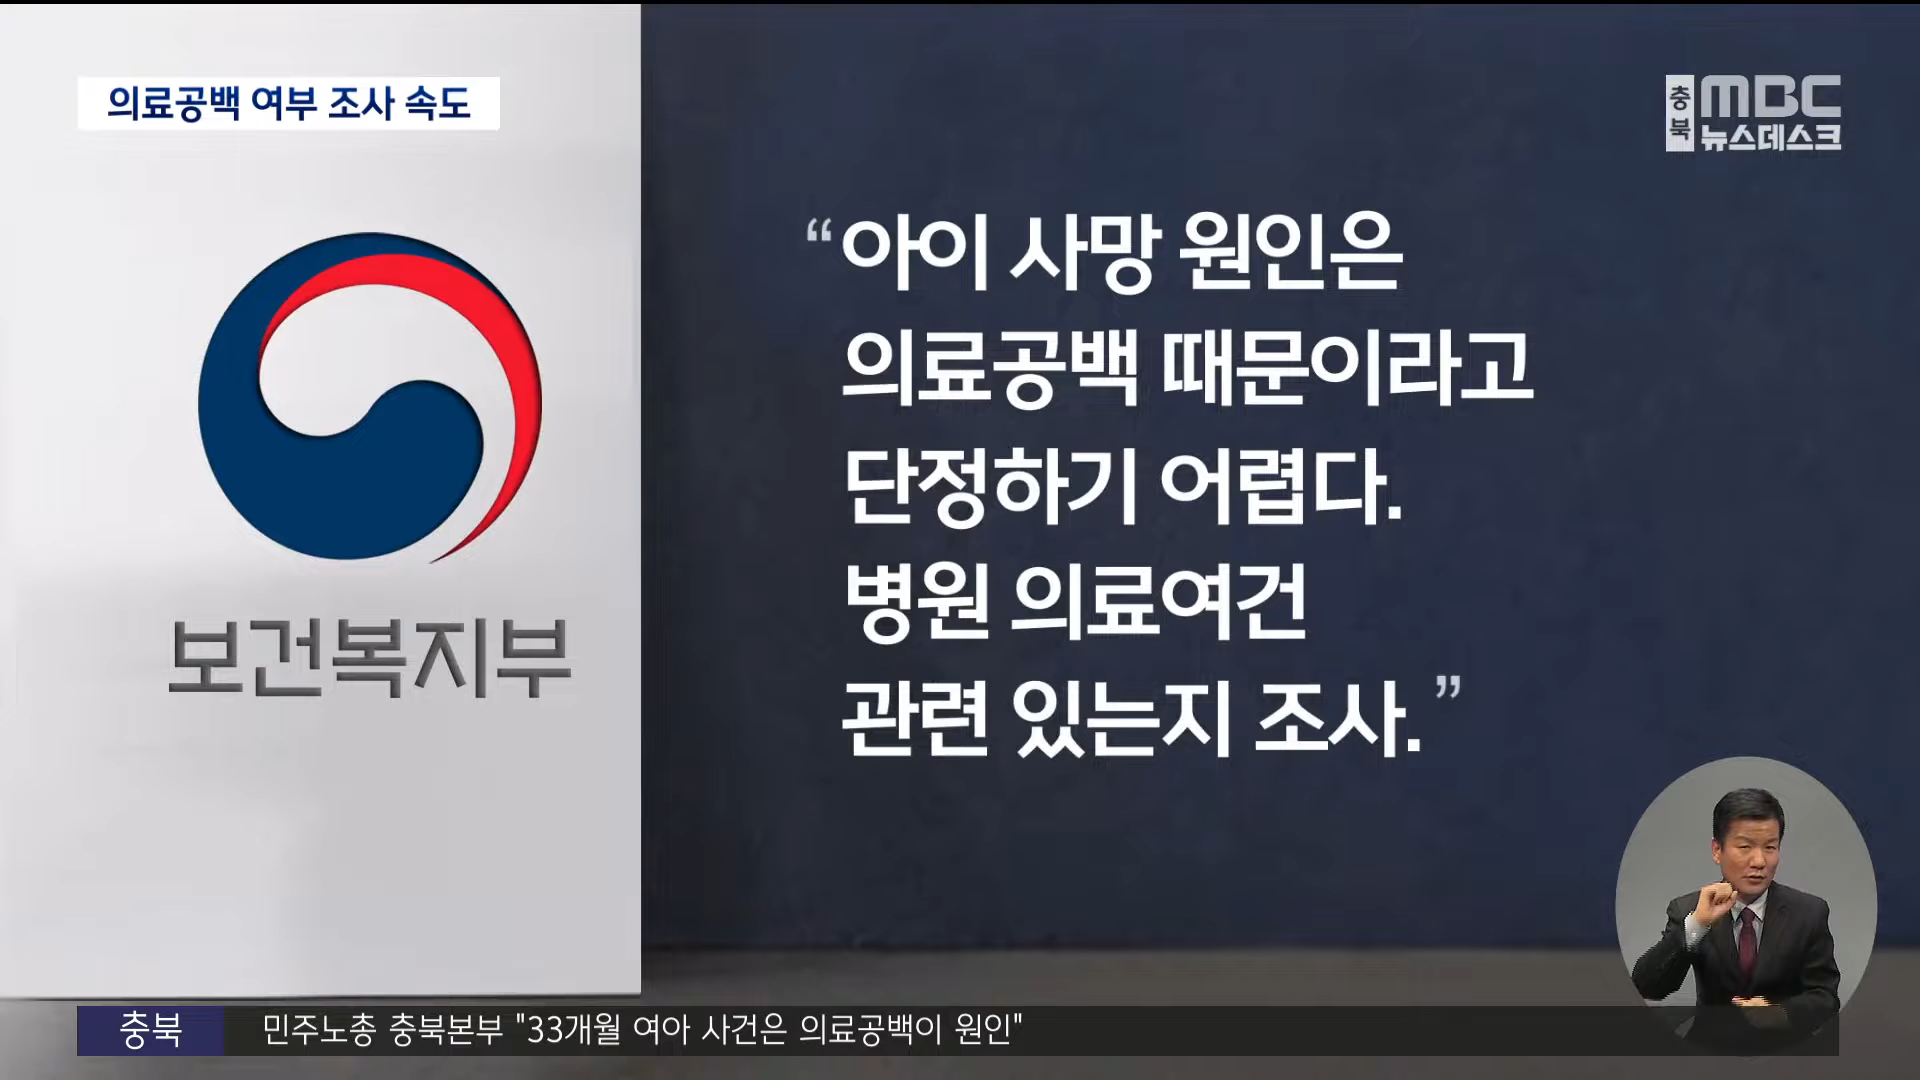 의료공백 여부 조사 속도
충북 MBC
뉴스데스크
“아이 사망 원인은
의료공백 때문이라고
단정하기 어렵다.
병원 의료여건
관련 있는지 조사.”
보건복지부
충북 민주노총 충북본부 "33개월 여아 사건은 의료공백이 원인"